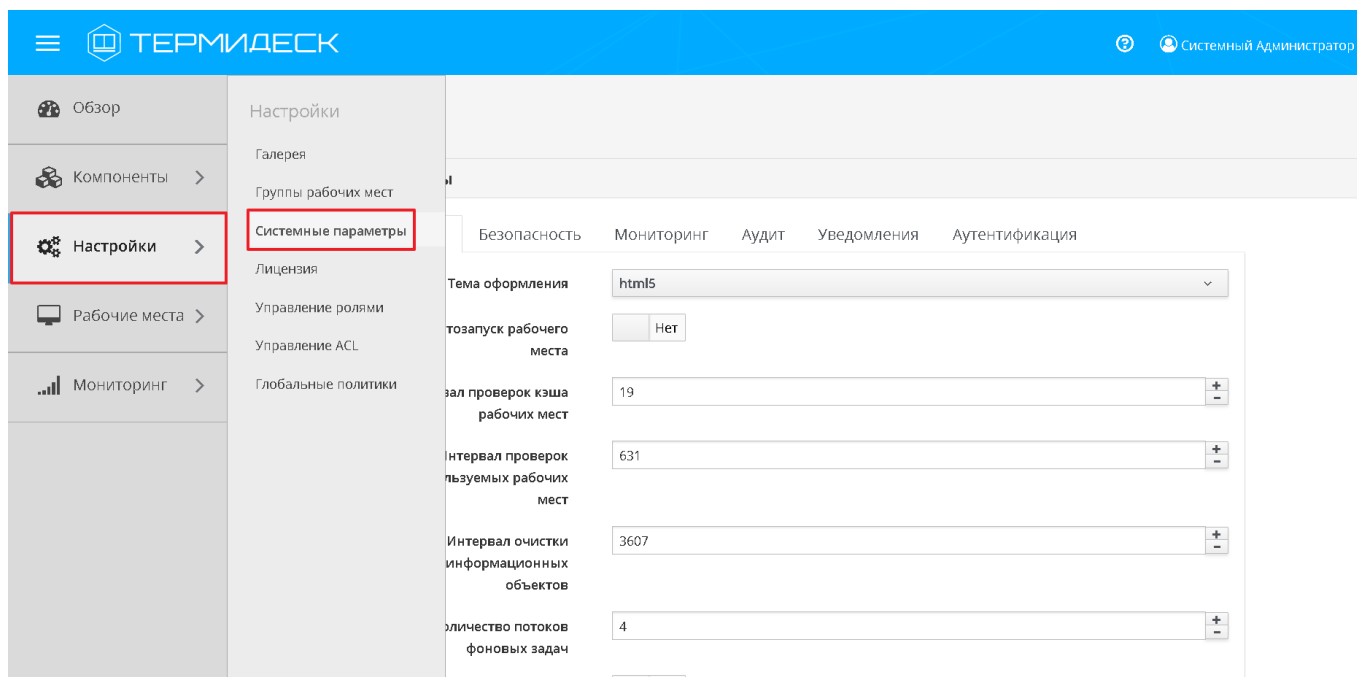 ТЕРМИДЕСК
Системный Администратор
Обзор
Компоненты
Настройки
Рабочие места
Мониторинг
Настройки
Галерея
Группы рабочих мест
Системные параметры
Лицензия
Управление ролями
Управление ACL
Глобальные политики
Безопасность
Мониторинг
Аудит
Уведомления
Аутентификация
Тема оформления
html5
тозапуск рабочего
места
Нет
вал проверок кэша
рабочих мест
19
Интервал проверок
льзуемых рабочих
мест
631
Интервал очистки
информационных
объектов
3607
оличество потоков
фоновых задач
4